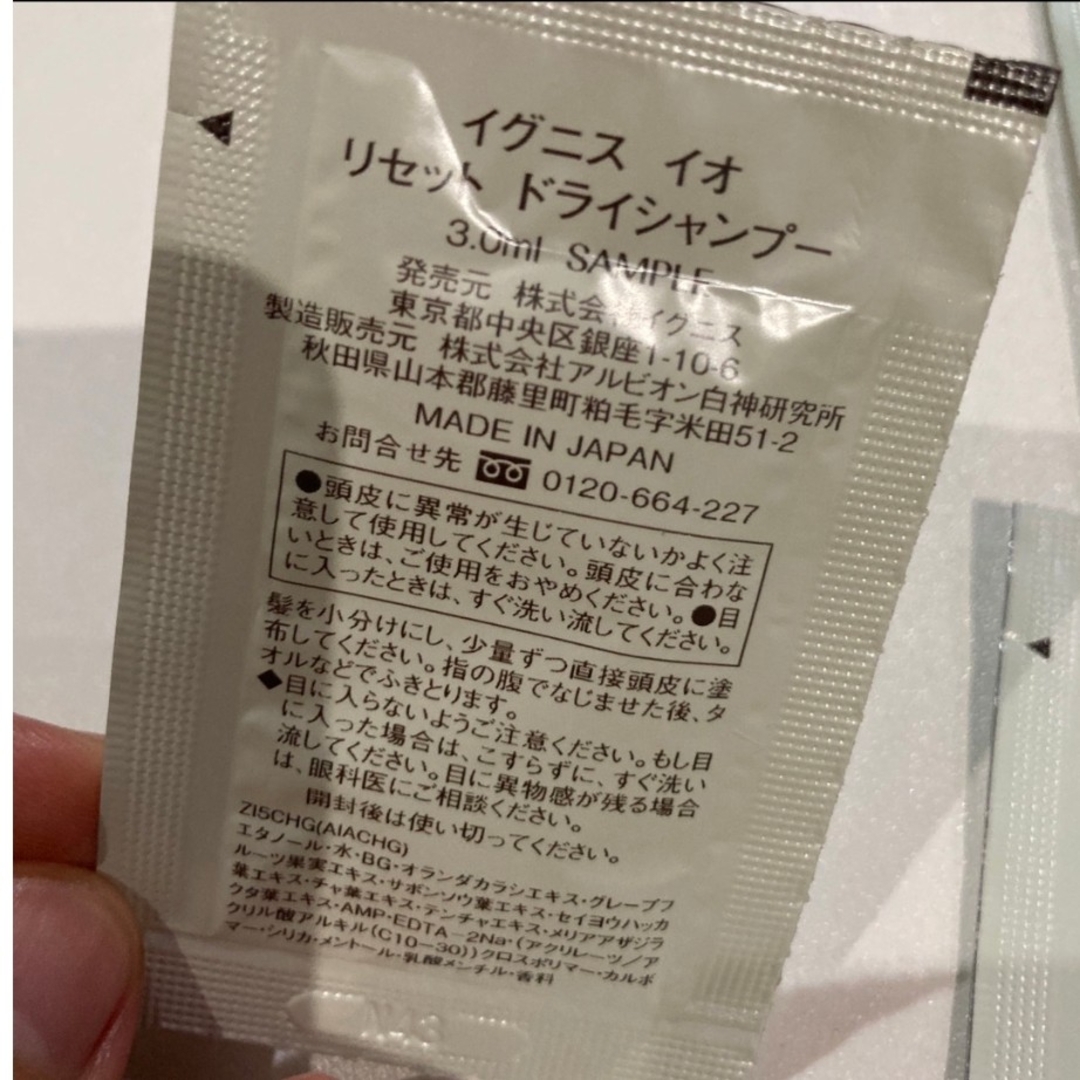 イグニス イオ
リセット ドライシャンプー
3.0ml SAMPLE
発売元 株式会 イグニス
東京都中央区銀座1-10-6
製造販売元 株式会社アルビオン白神研究所
秋田県山本郡藤里町粕毛字米田51-2
MADE IN JAPAN
お問合せ先 0120-664-227
●頭皮に異常が生じていないかよく注
意して使用してください。頭皮に合わな
いときは、ご使用をおやめください。●目
に入ったときは、すぐ洗い流してください。
髪を小分けにし、少量ずつ直接頭皮に塗
布してください。指の腹でなじませた後、タ
オルなどでふきとります。
◆目に入らないようご注意ください。もし目
に入った場合は、こすらずに、すぐ洗い
流してください。目に異物感が残る場合
は、眼科医にご相談ください。
開封後は使い切ってください。
ZI5CHG(AIACHG)
エタノール・水・BG・オランダカラシエキス・グレープフ
ルーツ果実エキス・サボンソウ葉エキス・セイヨウハッカ
葉エキス・チャ葉エキス・テンチャエキス・メリアアザジラ
クタ葉エキス・AMP・EDTA－2Na・（アクリレーツ／ア
クリル酸アルキル（C10－30））クロスポリマー・カルボ
マー・シリカ・メントール・乳酸メンチル・香料